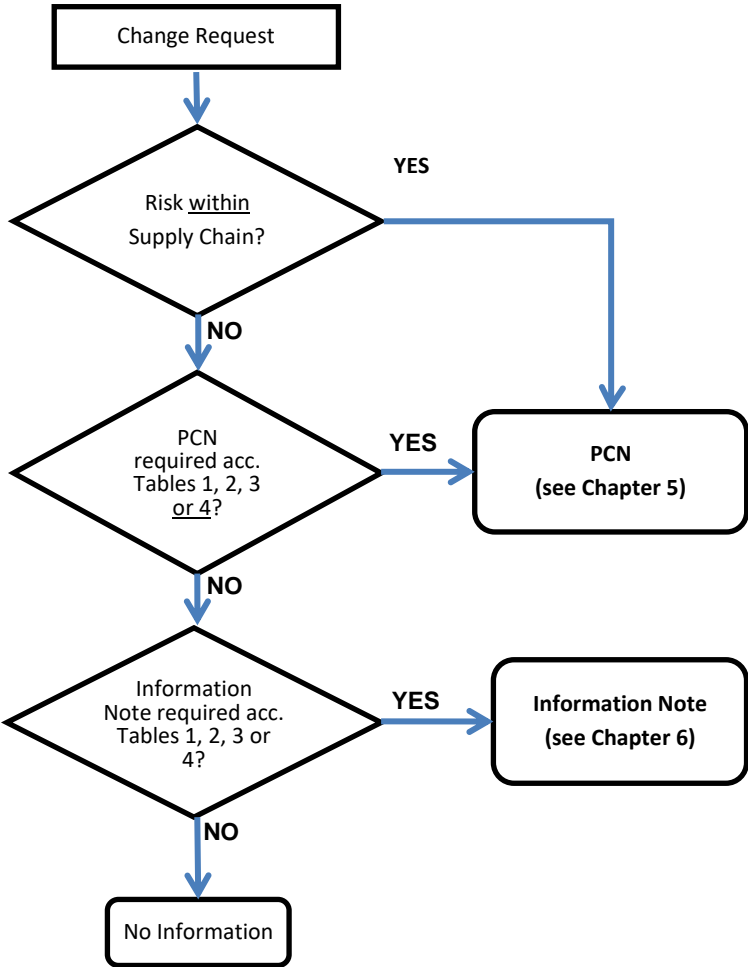 Change Request
YES
Risk within
Supply Chain?
NO
PCN
required acc.
Tables 1, 2, 3
or 4?
YES
PCN
(see Chapter 5)
NO
Information
Note required acc.
Tables 1, 2, 3 or
4?
YES
Information Note
(see Chapter 6)
NO
No Information